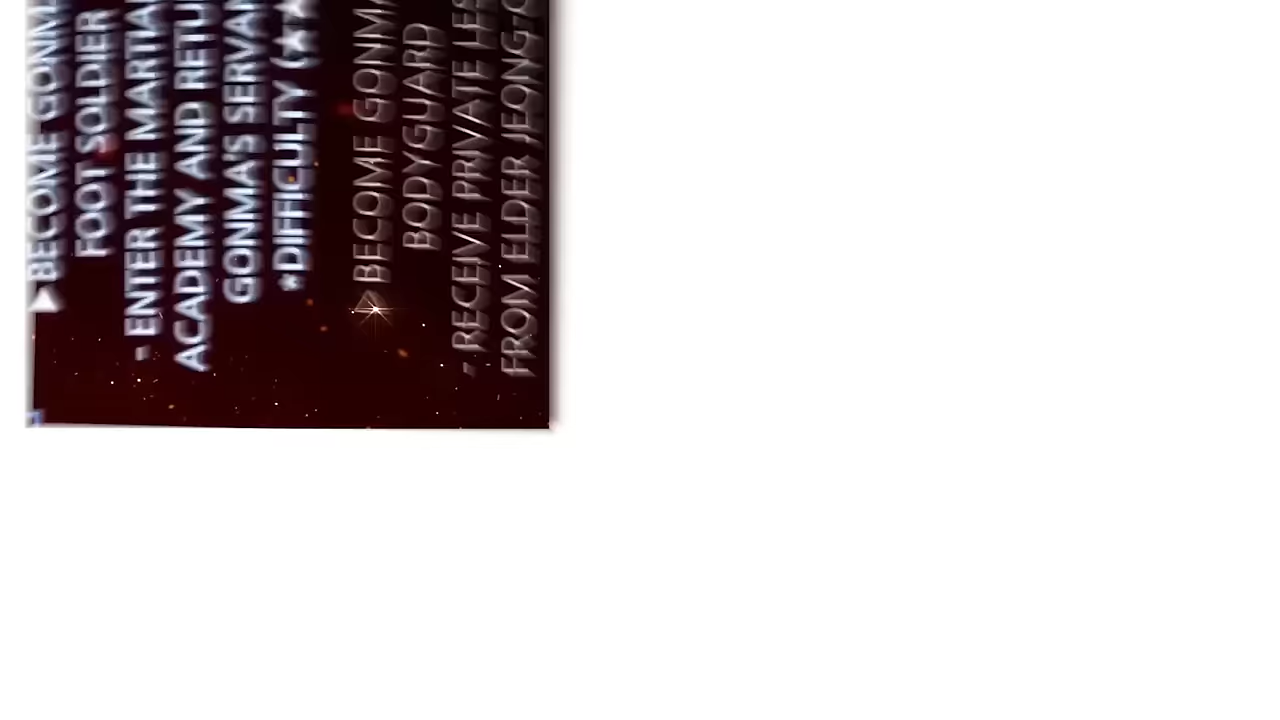 ▶BECOME GONMA
FOOT SOLDIER
- ENTER THE MARTIAL
ACADEMY AND RETU
GONMA'S SERVAN
*DIFFICULTY (★★
▶BECOME GONMA
BODYGUARD
- RECEIVE PRIVATE LES
FROM ELDER JEONG-